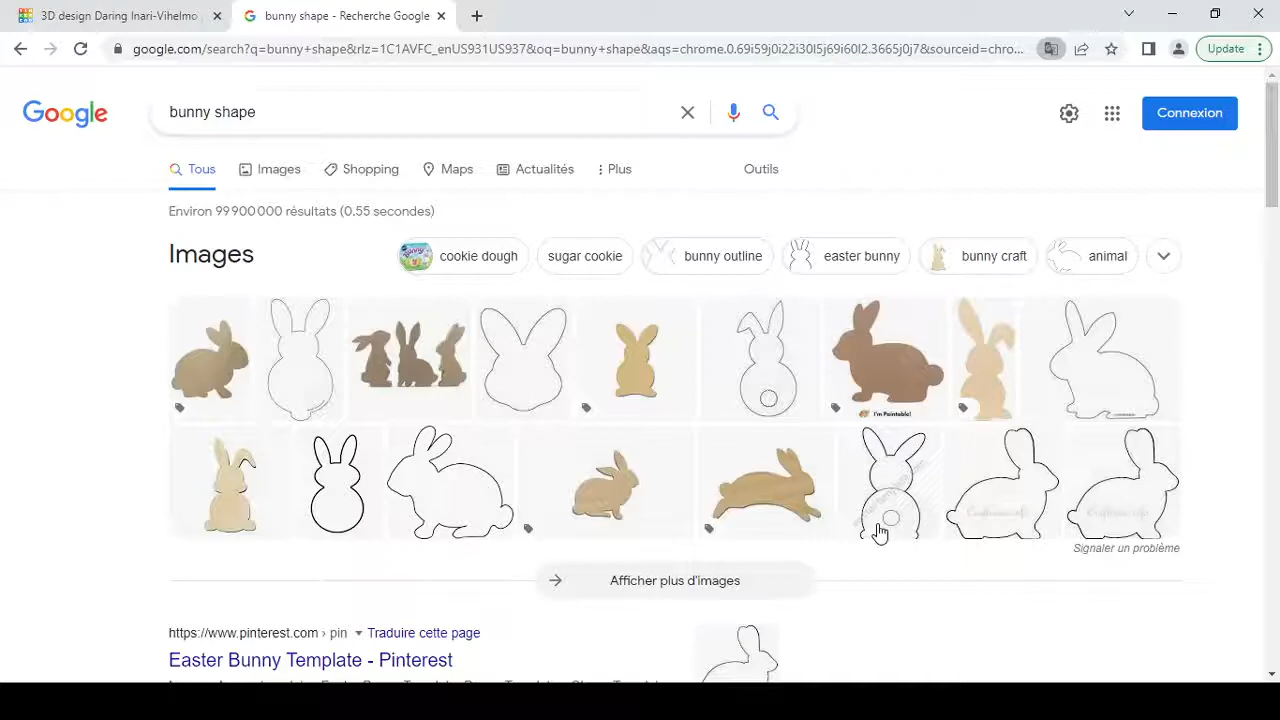 3D design Daring Inari-Vihelmo
bunny shape - Recherche Google
google.com/search?q=bunny+shape&rlz=1C1AVFC_enUS931US937&oq=bunny+shape&aqs=chrome.0.69i59j0i22i30l5j69i60l2.3665j0j7&sourceid=chro...
Update
Google
bunny shape
Connexion
Tous
Images
Shopping
Maps
Actualités
Plus
Outils
Environ 99 900 000 résultats (0.55 secondes)
Images
cookie dough
sugar cookie
bunny outline
easter bunny
bunny craft
animal
I'm Paintable!
Signaler un problème
Afficher plus d'images
https://www.pinterest.com › pin
Traduire cette page
Easter Bunny Template - Pinterest